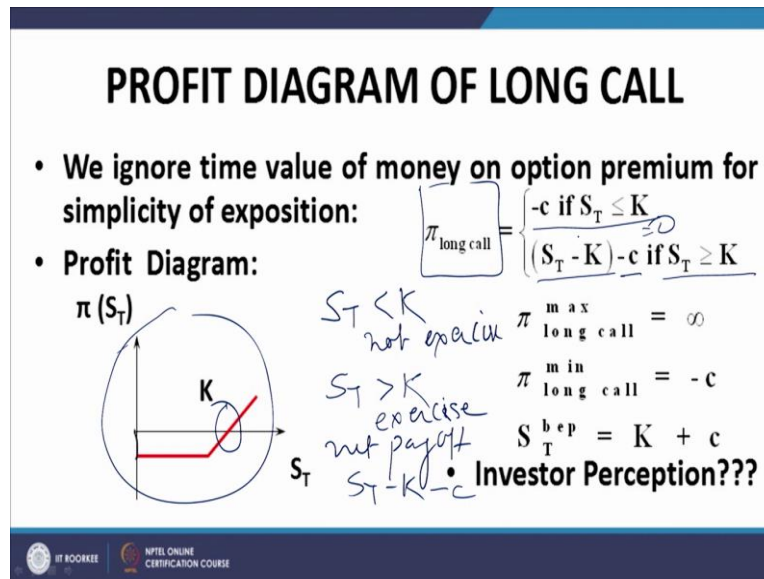 PROFIT DIAGRAM OF LONG CALL
• We ignore time value of money on option premium for
simplicity of exposition:
π long call = { -c if S_T ≤ K
=0
(S_T - K) - c if S_T ≥ K
• Profit Diagram:
π (S_T)
K
S_T
S_T < K
not exercise
S_T > K
exercise
net payoff
S_T - K - c
π max long call = ∞
π min long call = -c
S bep T = K + c
• Investor Perception???
IIT ROORKEE
NPTEL ONLINE
CERTIFICATION COURSE